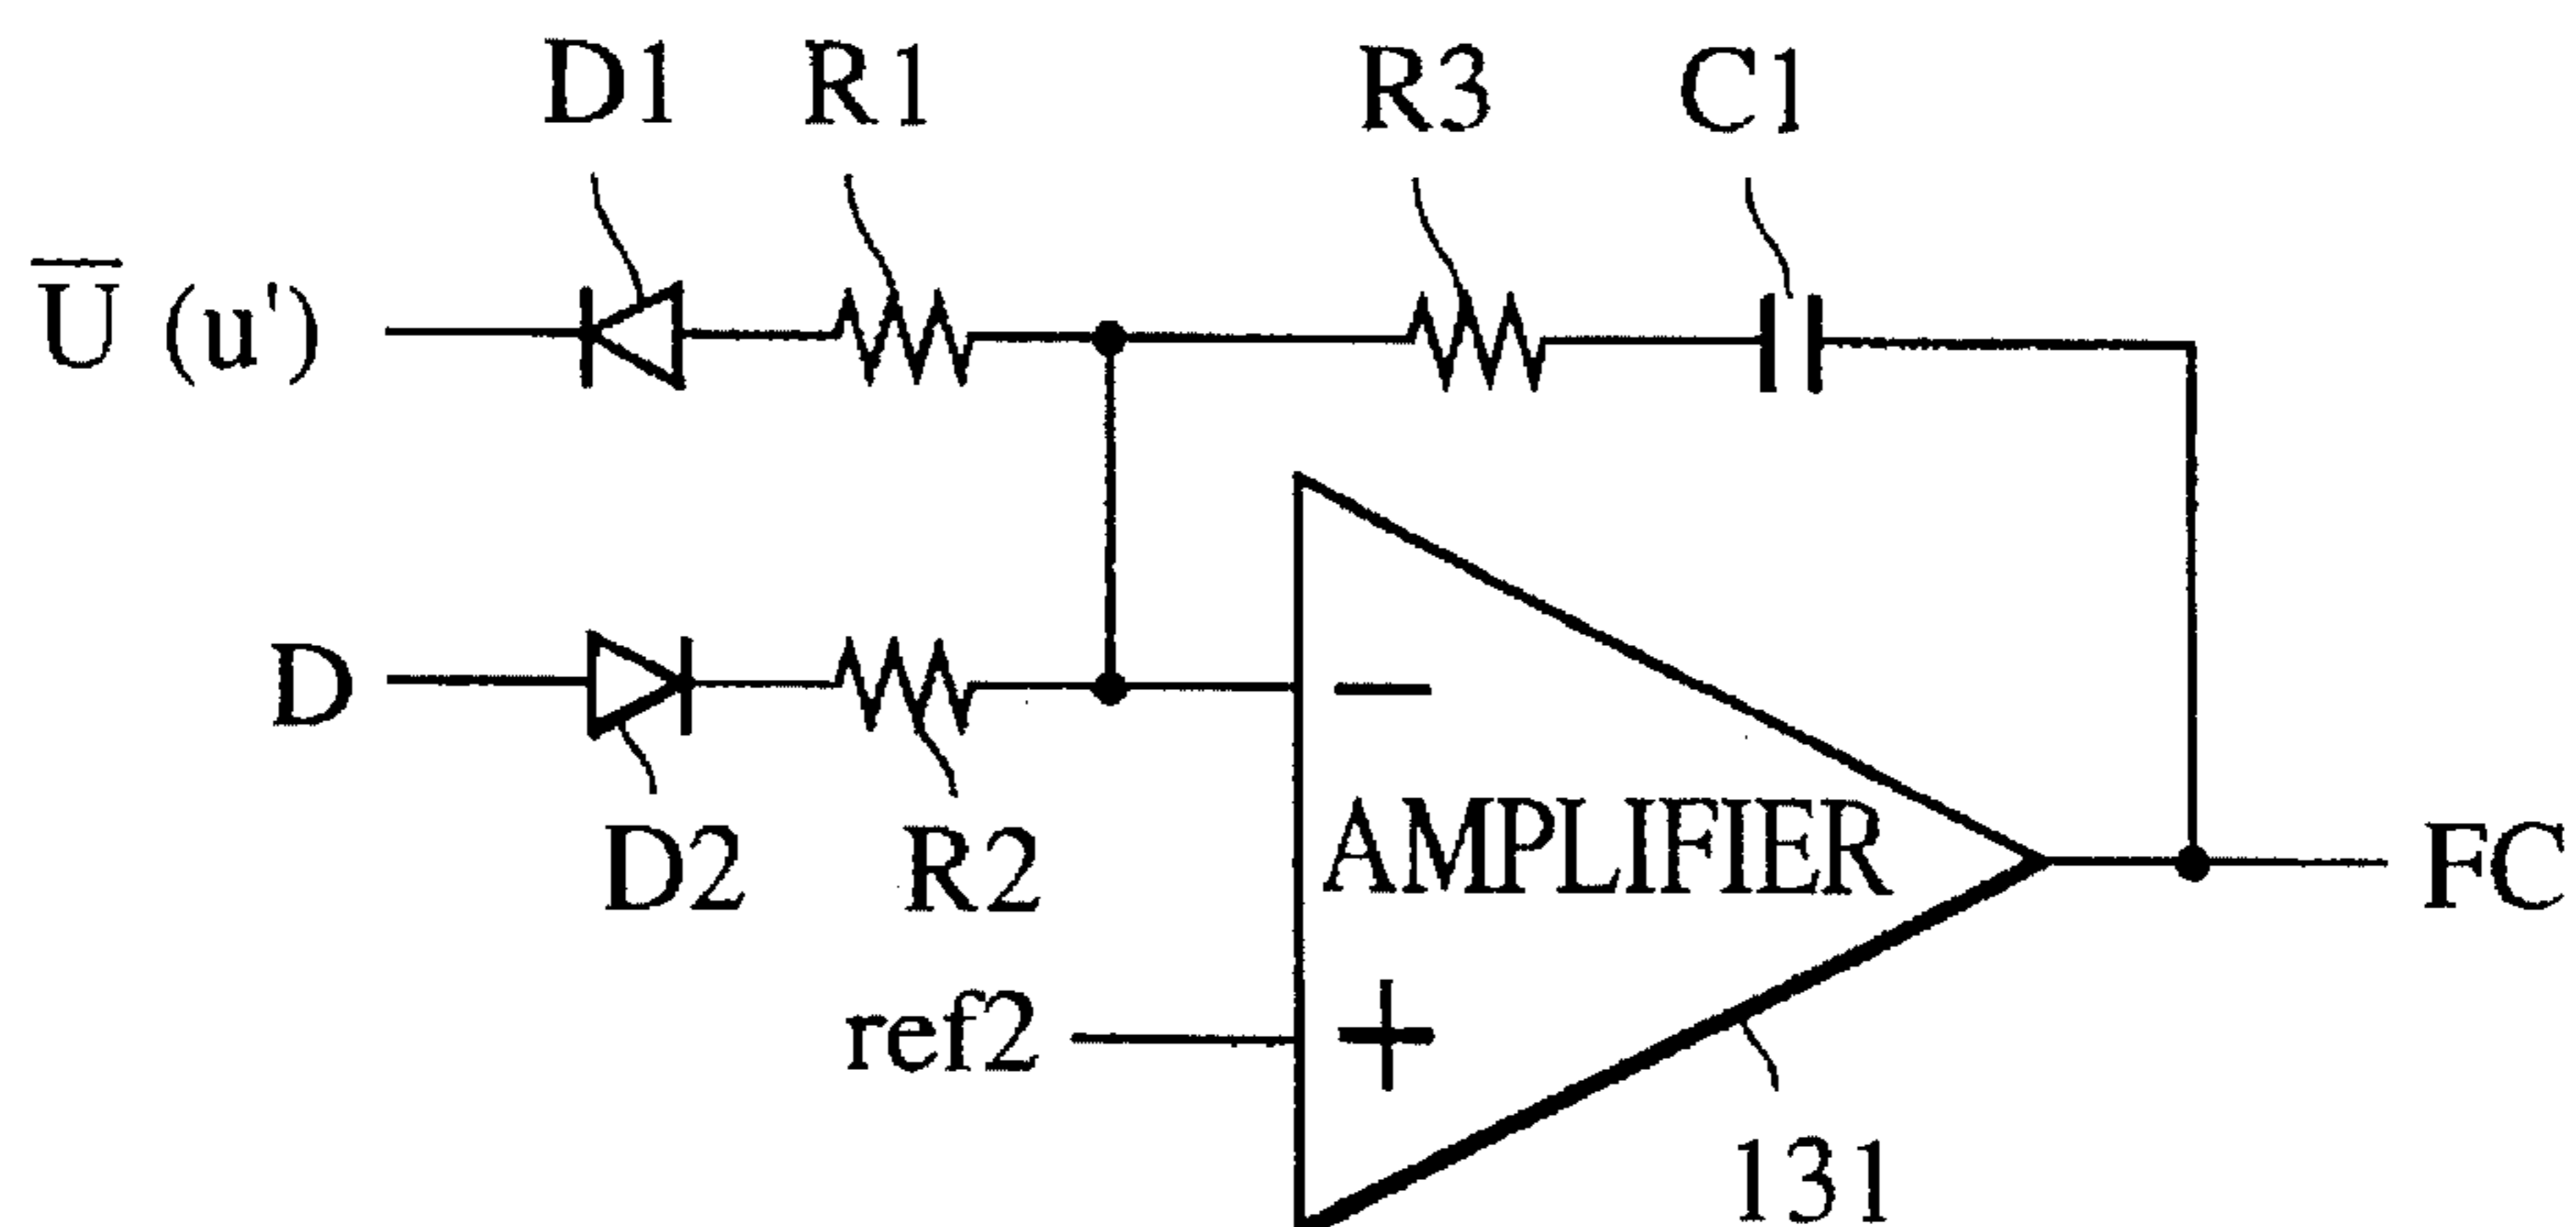 D1 R1 R3 C1
U̅ (u')
D
D2 R2
AMPLIFIER
−
+
FC
ref2
131